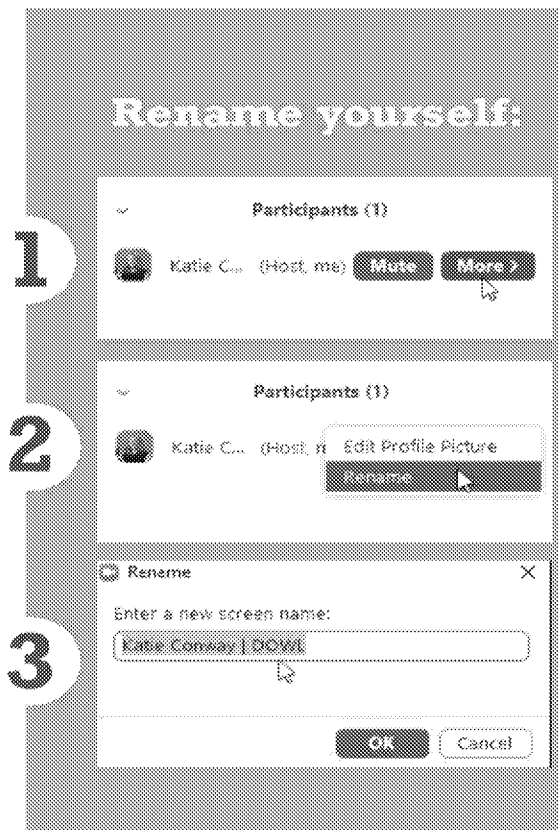 Rename yourself:
1
Participants (1)
Katie C... (Host, me) Mute More >
2
Participants (1)
Katie C... (Host, m Edit Profile Picture
Rename
3
Rename
Enter a new screen name:
Katie Conway | DOWL
OK Cancel